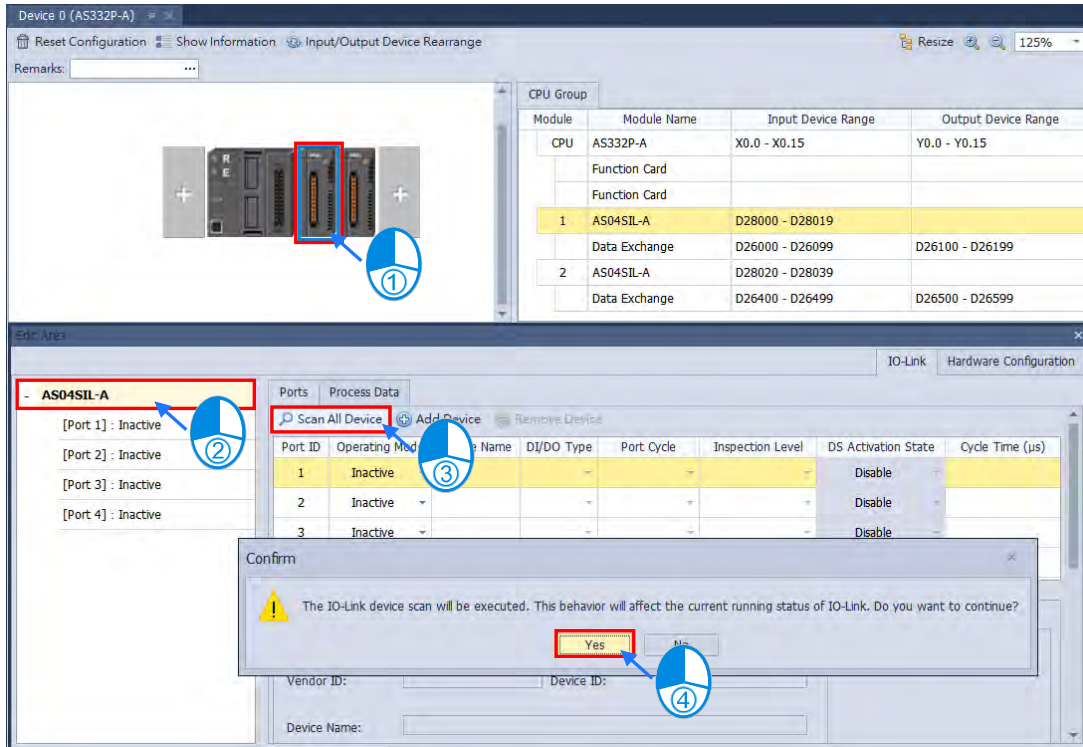 Device 0 (AS332P-A)
Reset Configuration Show Information Input/Output Device Rearrange Resize 125%
Remarks: ...
CPU Group
Module Module Name Input Device Range Output Device Range
CPU AS332P-A X0.0 - X0.15 Y0.0 - Y0.15
Function Card
Function Card
1 AS04SIL-A D28000 - D28019
Data Exchange D26000 - D26099 D26100 - D26199
2 AS04SIL-A D28020 - D28039
Data Exchange D26400 - D26499 D26500 - D26599
R
E
①
Edit Area
IO-Link Hardware Configuration
- AS04SIL-A
[Port 1] : Inactive
[Port 2] : Inactive
[Port 3] : Inactive
[Port 4] : Inactive
②
Ports Process Data
Scan All Device Add Device Remove Device
Port ID Operating Name DI/DO Type Port Cycle Inspection Level DS Activation State Cycle Time (μs)
1 Inactive Disable
2 Inactive Disable
3 Inactive Disable
③
Confirm
The IO-Link device scan will be executed. This behavior will affect the current running status of IO-Link. Do you want to continue?
Yes No
④
Vendor ID: Device ID:
Device Name: